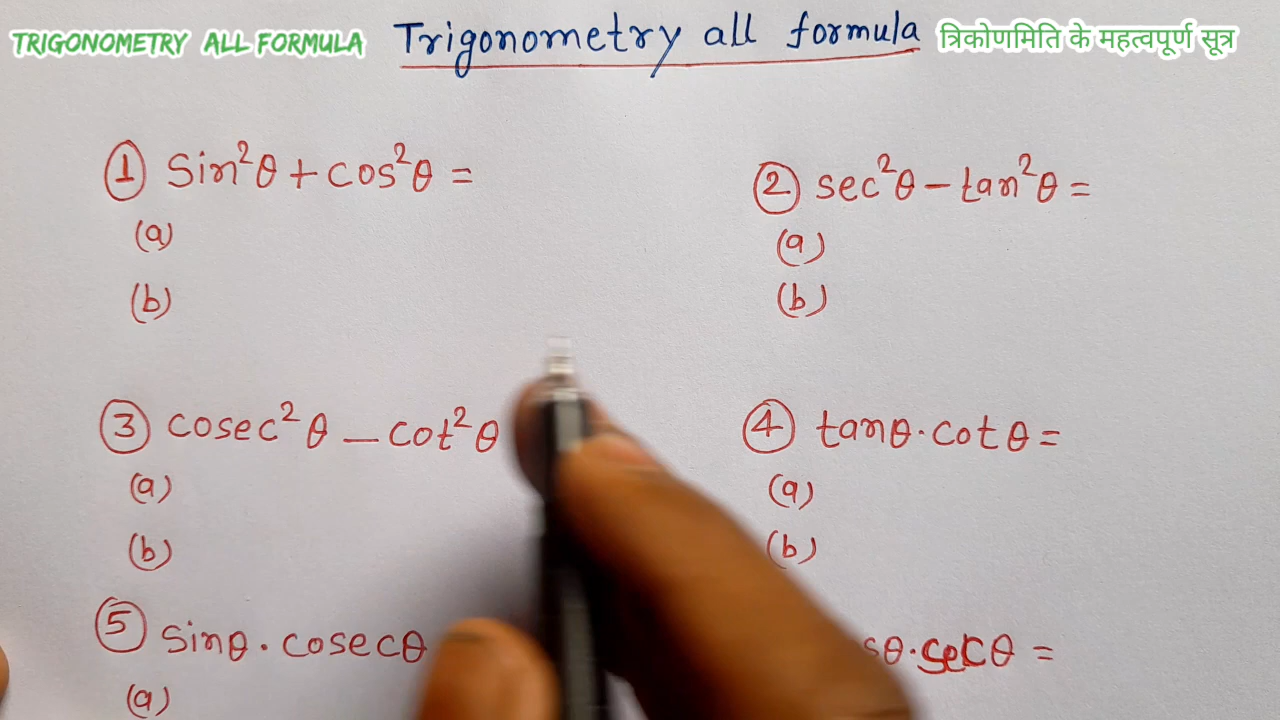 TRIGONOMETRY ALL FORMULA
Trigonometry all formula
त्रिकोणमिति के महत्वपूर्ण सूत्र
① Sin²θ + cos²θ =
(a)
(b)
② sec²θ - tan²θ =
(a)
(b)
③ cosec²θ - cot²θ
(a)
(b)
④ tanθ · cotθ =
(a)
(b)
⑤ sinθ · cosecθ
(a)
sθ · secθ =